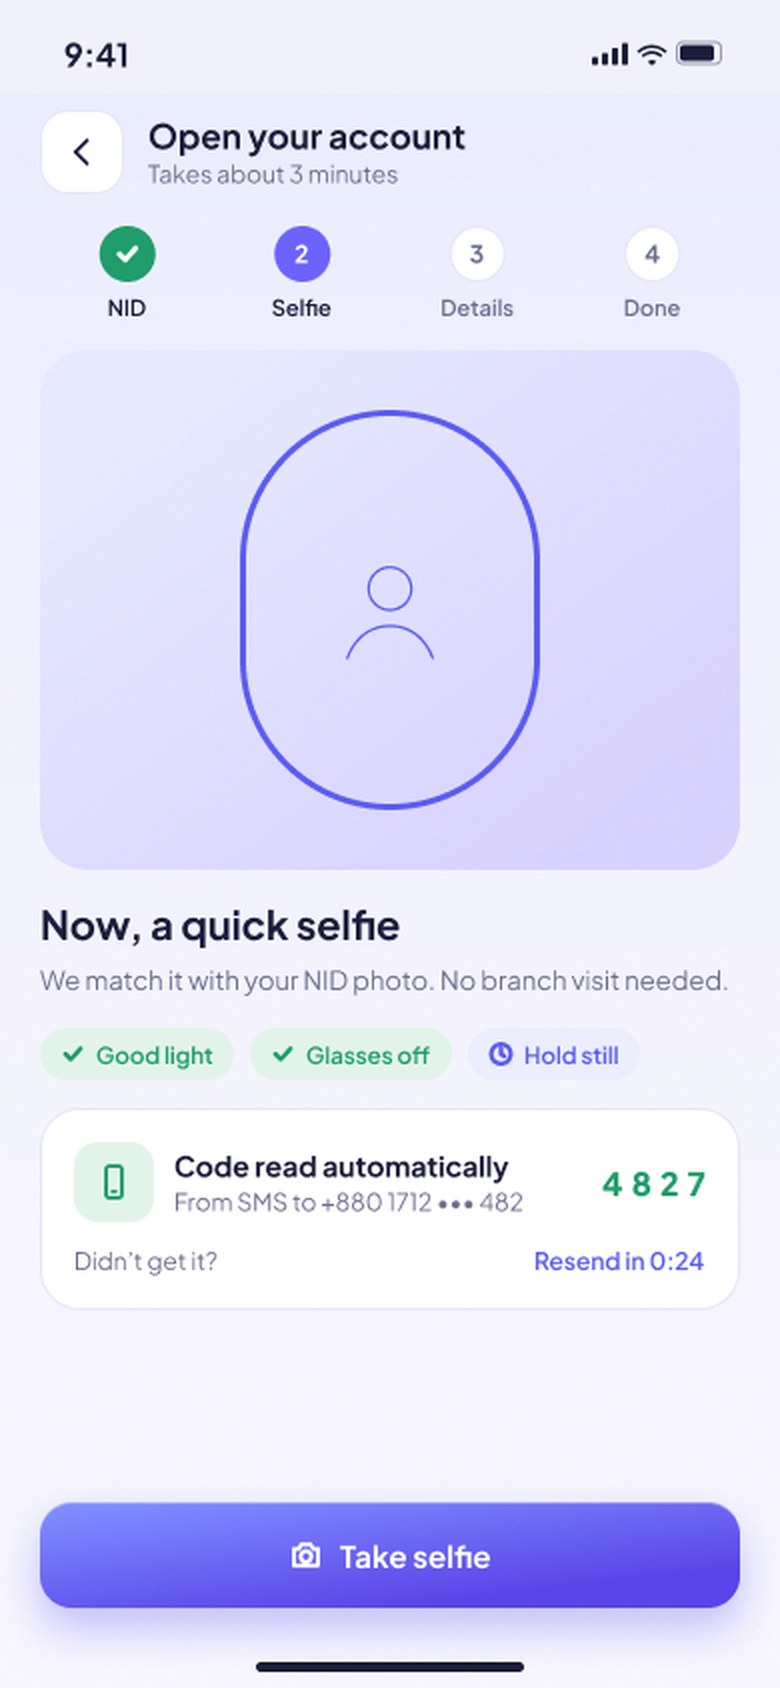 9:41
Open your account
Takes about 3 minutes
2
3
4
NID
Selfie
Details
Done
Now, a quick selfie
We match it with your NID photo. No branch visit needed.
Good light
Glasses off
Hold still
Code read automatically
4 8 2 7
From SMS to +880 1712 ••• 482
Didn't get it?
Resend in 0:24
Take selfie